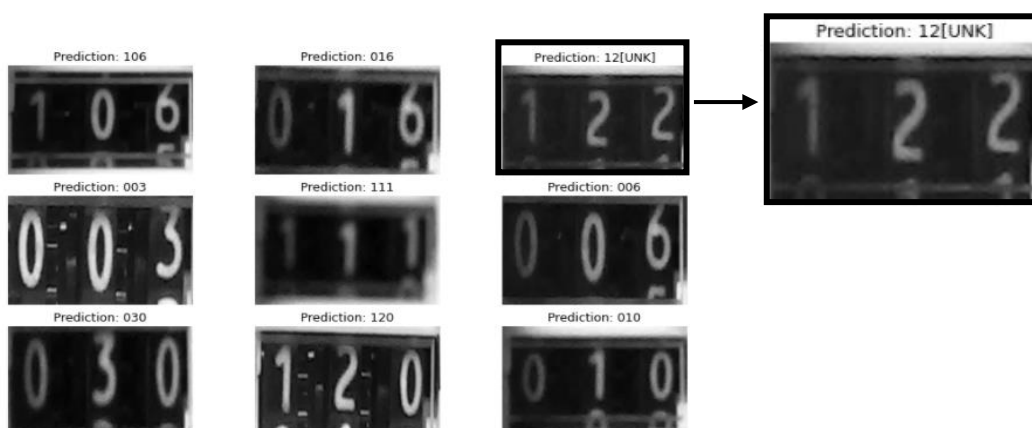 Prediction: 12[UNK]
1 2 2
Prediction: 106
Prediction: 016
Prediction: 12[UNK]
1 0 6
0 1 6
1 2 2
Prediction: 003
Prediction: 111
Prediction: 006
0 0 3
1 1 1
0 0 6
Prediction: 030
Prediction: 120
Prediction: 010
0 3 0
1 2 0
0 1 0